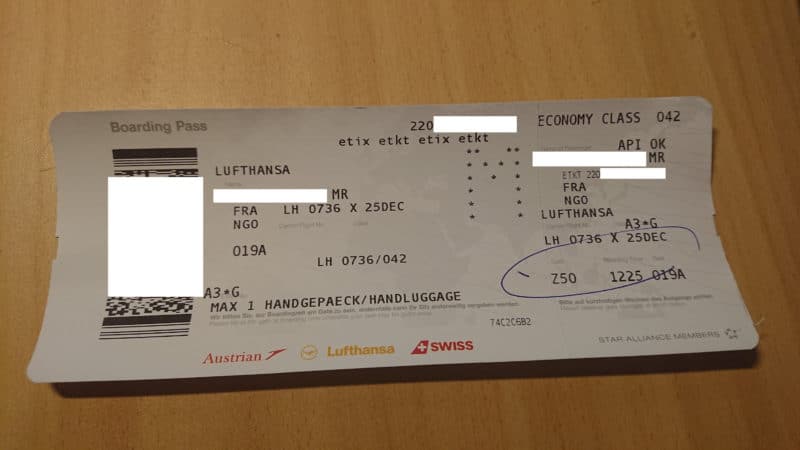 Boarding Pass
220
etix etkt etix etkt
** **
* * * *
* * *
* *
* *
* *
LUFTHANSA
MR
FRA LH 0736 X 25DEC
NGO
019A
LH 0736/042
A3*G
MAX 1 HANDGEPAECK/HANDLUGGAGE
74C2C6B2
Austrian
Lufthansa
SWISS
ECONOMY CLASS 042
API OK
MR
ETKT 220
FRA
NGO
LUFTHANSA
A3*G
LH 0736 X 25DEC
Z50 1225 019A
STAR ALLIANCE MEMBERS